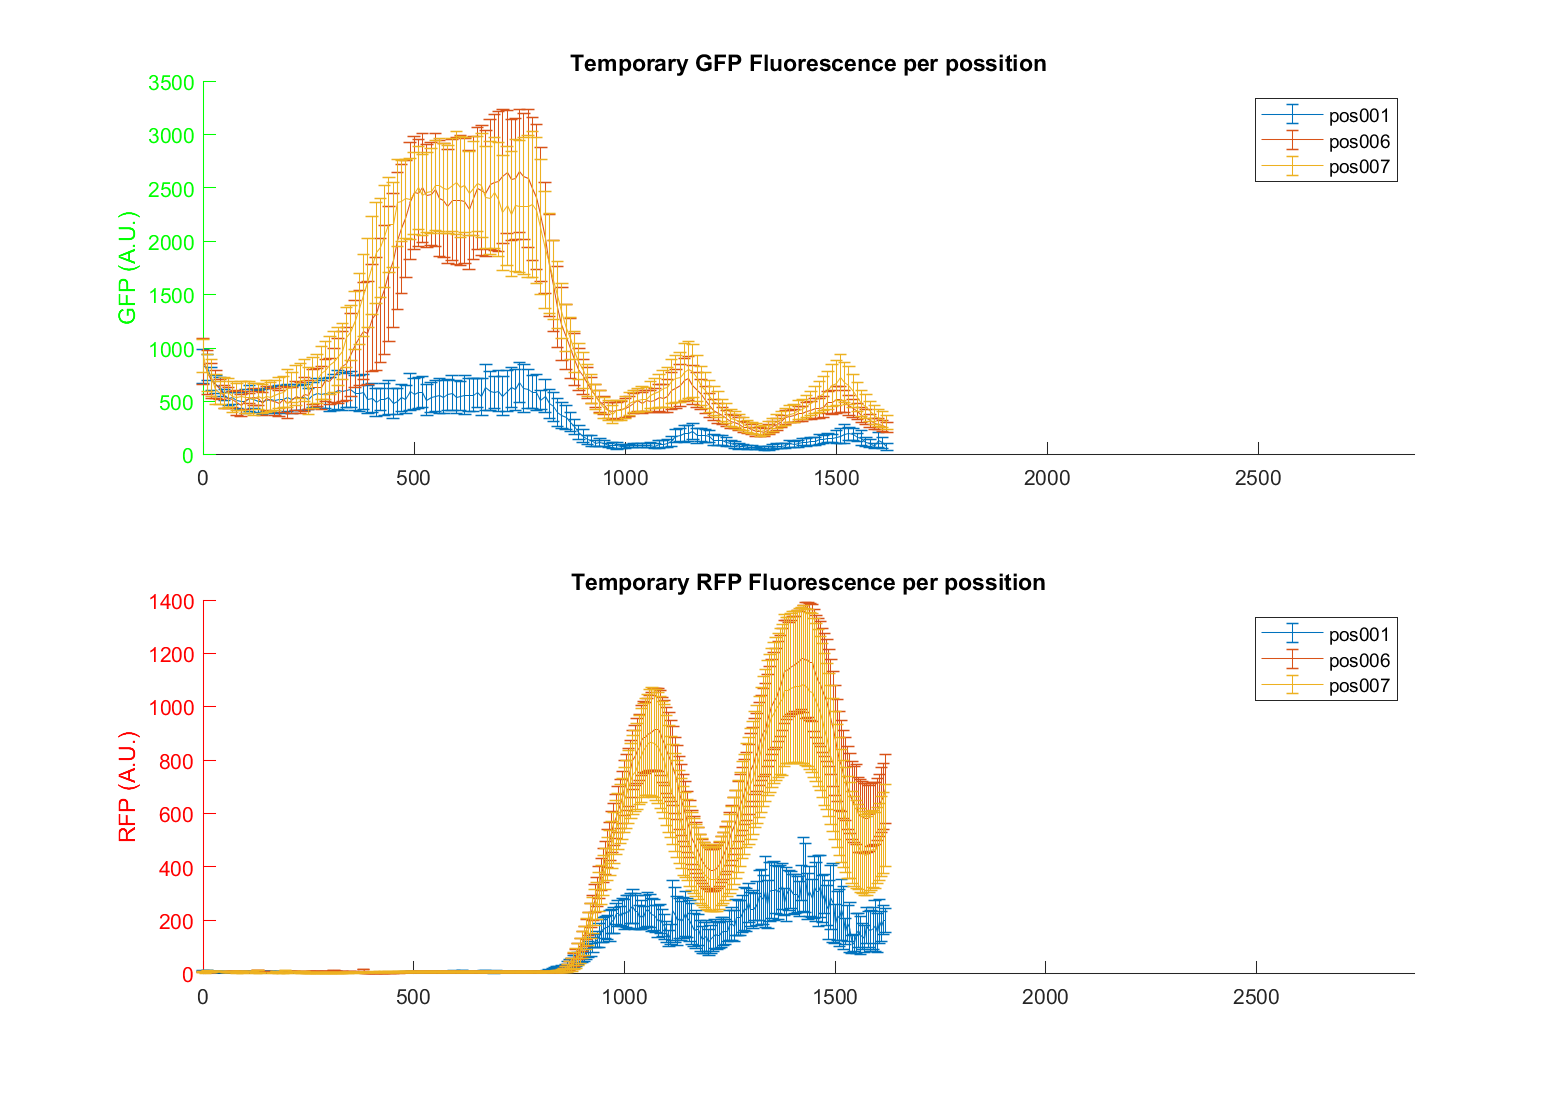 Temporary GFP Fluorescence per possition
3500
3000
2500
2000
1500
1000
500
0
GFP (A.U.)
0 500 1000 1500 2000 2500
pos001
pos006
pos007
Temporary RFP Fluorescence per possition
1400
1200
1000
800
600
400
200
0
RFP (A.U.)
0 500 1000 1500 2000 2500
pos001
pos006
pos007